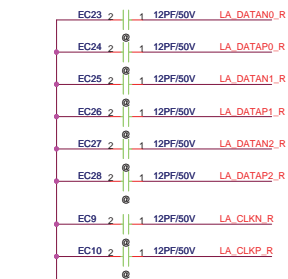 EC23 2 1 12PF/50V LA_DATAN0_R
@
EC24 2 1 12PF/50V LA_DATAP0_R
@
EC25 2 1 12PF/50V LA_DATAN1_R
@
EC26 2 1 12PF/50V LA_DATAP1_R
@
EC27 2 1 12PF/50V LA_DATAN2_R
@
EC28 2 1 12PF/50V LA_DATAP2_R
@
EC9 2 1 12PF/50V LA_CLKN_R
@
EC10 2 1 12PF/50V LA_CLKP_R
@